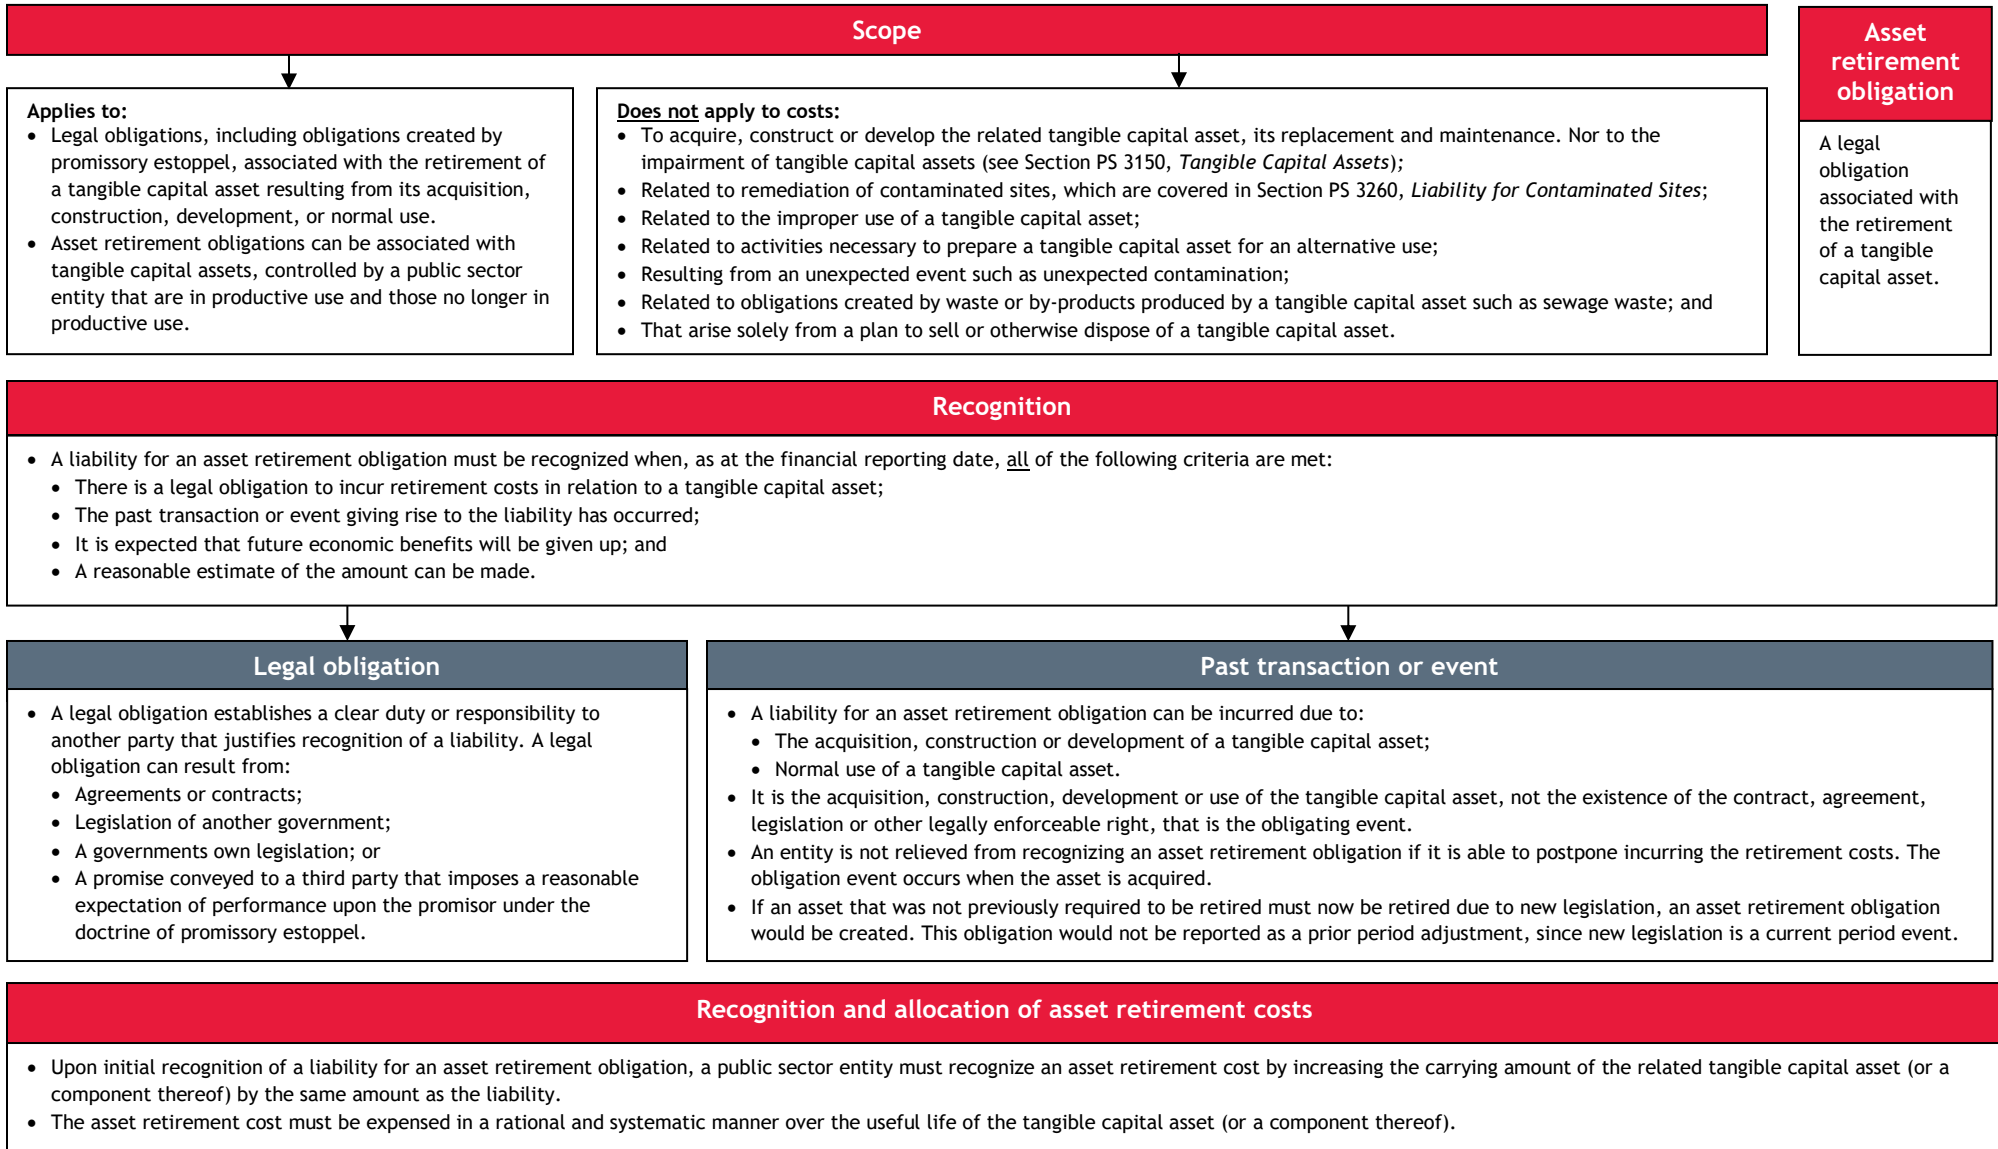 Scope
Applies to:
• Legal obligations, including obligations created by
promissory estoppel, associated with the retirement of
a tangible capital asset resulting from its acquisition,
construction, development, or normal use.
• Asset retirement obligations can be associated with
tangible capital assets, controlled by a public sector
entity that are in productive use and those no longer in
productive use.
Does not apply to costs:
• To acquire, construct or develop the related tangible capital asset, its replacement and maintenance. Nor to the
impairment of tangible capital assets (see Section PS 3150, Tangible Capital Assets);
• Related to remediation of contaminated sites, which are covered in Section PS 3260, Liability for Contaminated Sites;
• Related to the improper use of a tangible capital asset;
• Related to activities necessary to prepare a tangible capital asset for an alternative use;
• Resulting from an unexpected event such as unexpected contamination;
• Related to obligations created by waste or by-products produced by a tangible capital asset such as sewage waste; and
• That arise solely from a plan to sell or otherwise dispose of a tangible capital asset.
Asset
retirement
obligation
A legal
obligation
associated with
the retirement
of a tangible
capital asset.
Recognition
• A liability for an asset retirement obligation must be recognized when, as at the financial reporting date, all of the following criteria are met:
• There is a legal obligation to incur retirement costs in relation to a tangible capital asset;
• The past transaction or event giving rise to the liability has occurred;
• It is expected that future economic benefits will be given up; and
• A reasonable estimate of the amount can be made.
Legal obligation
• A legal obligation establishes a clear duty or responsibility to
another party that justifies recognition of a liability. A legal
obligation can result from:
• Agreements or contracts;
• Legislation of another government;
• A governments own legislation; or
• A promise conveyed to a third party that imposes a reasonable
expectation of performance upon the promisor under the
doctrine of promissory estoppel.
Past transaction or event
• A liability for an asset retirement obligation can be incurred due to:
• The acquisition, construction or development of a tangible capital asset;
• Normal use of a tangible capital asset.
• It is the acquisition, construction, development or use of the tangible capital asset, not the existence of the contract, agreement,
legislation or other legally enforceable right, that is the obligating event.
• An entity is not relieved from recognizing an asset retirement obligation if it is able to postpone incurring the retirement costs. The
obligation event occurs when the asset is acquired.
• If an asset that was not previously required to be retired must now be retired due to new legislation, an asset retirement obligation
would be created. This obligation would not be reported as a prior period adjustment, since new legislation is a current period event.
Recognition and allocation of asset retirement costs
• Upon initial recognition of a liability for an asset retirement obligation, a public sector entity must recognize an asset retirement cost by increasing the carrying amount of the related tangible capital asset (or a
component thereof) by the same amount as the liability.
• The asset retirement cost must be expensed in a rational and systematic manner over the useful life of the tangible capital asset (or a component thereof).